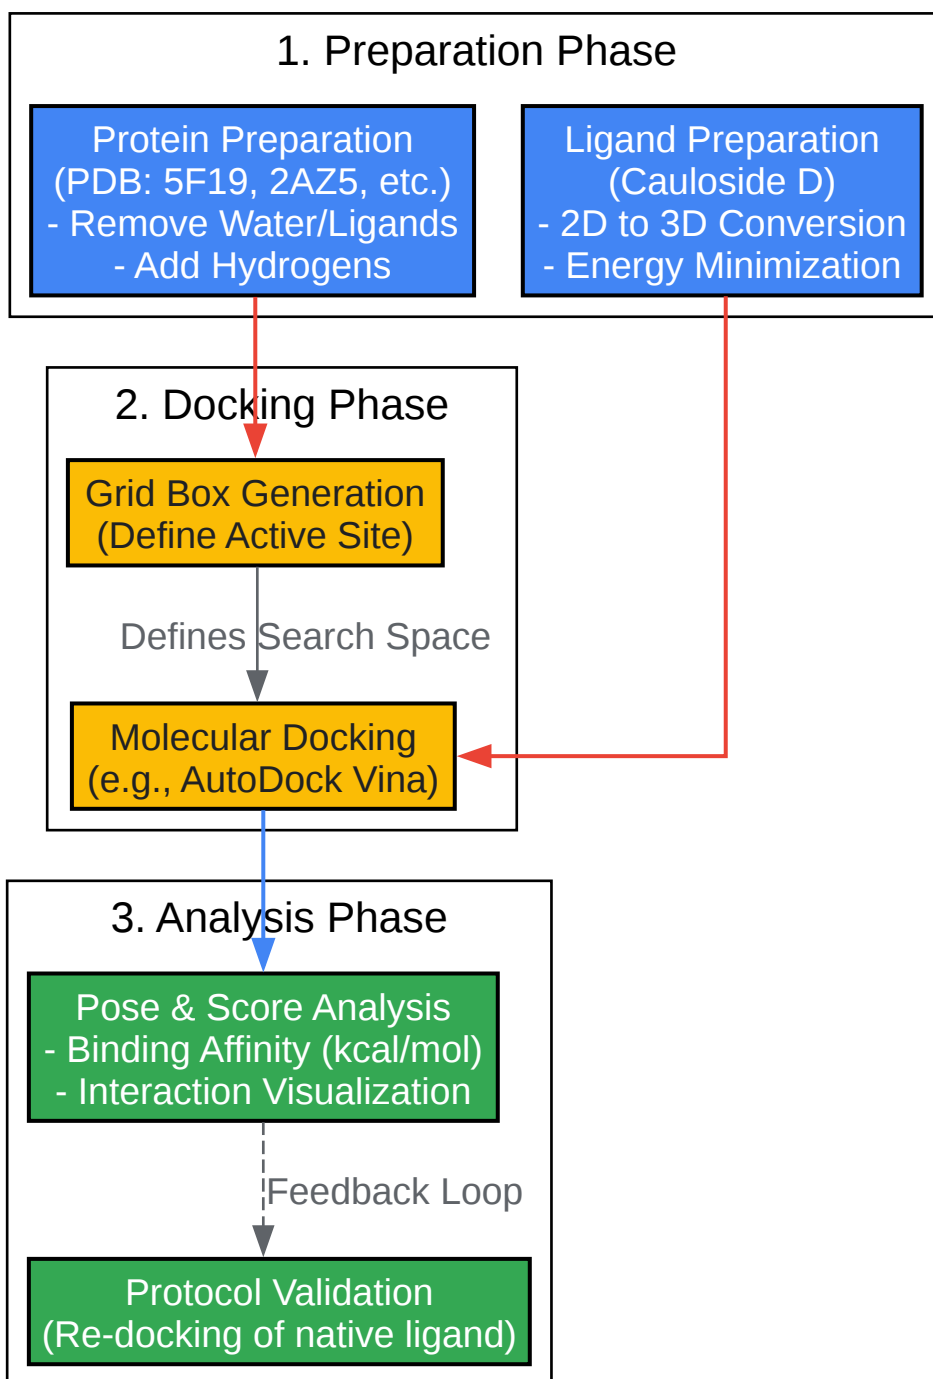 1. Preparation Phase
Protein Preparation
(PDB: 5F19, 2AZ5, etc.)
- Remove Water/Ligands
- Add Hydrogens
Ligand Preparation
(Cauloside D)
- 2D to 3D Conversion
- Energy Minimization
2. Docking Phase
Grid Box Generation
(Define Active Site)
Defines Search Space
Molecular Docking
(e.g., AutoDock Vina)
3. Analysis Phase
Pose & Score Analysis
- Binding Affinity (kcal/mol)
- Interaction Visualization
Feedback Loop
Protocol Validation
(Re-docking of native ligand)